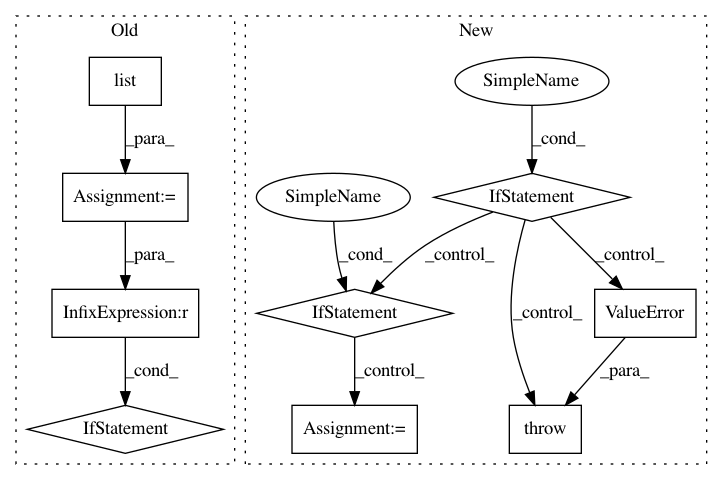 Old
New
list
SimpleName
_para_
_cond_
Assignment:=
SimpleName
IfStatement
_para_
_cond_
_control_
_control_
InfixExpression:r
IfStatement
_control_
ValueError
_cond_
_control_
_para_
IfStatement
Assignment:=
throw